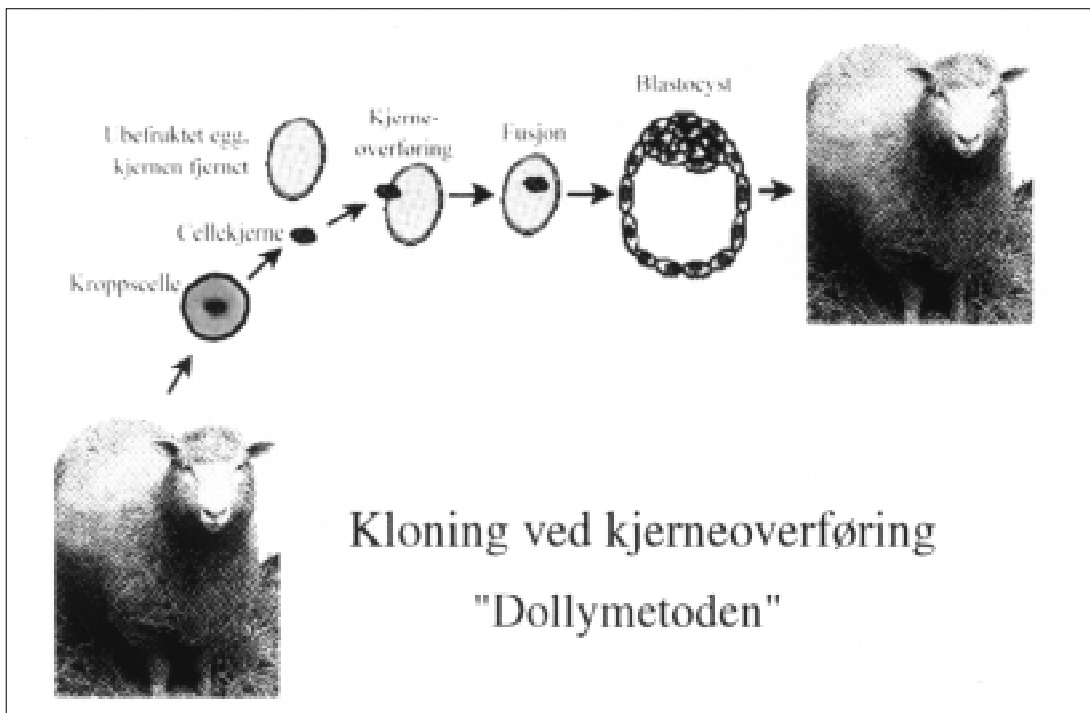 Blastocyst
Kjerne-
overføring
Ubefruktet egg,
kjernen fjernet
Fusjon
Cellekjerne
Kroppscelle
Kloning ved kjerneoverføring
"Dollymetoden"